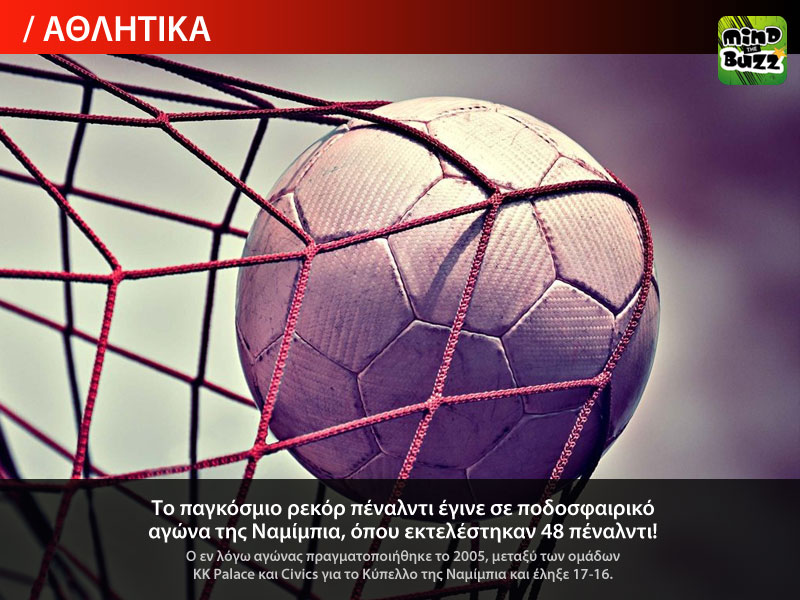 / ΑΘΛΗΤΙΚΑ
MIND
THE
BUZZ
Το παγκόσμιο ρεκόρ πέναλντι έγινε σε ποδοσφαιρικό
αγώνα της Ναμίμπια, όπου εκτελέστηκαν 48 πέναλντι!
Ο εν λόγω αγώνας πραγματοποιήθηκε το 2005, μεταξύ των ομάδων
KK Palace και Civics για το Κύπελλο της Ναμίμπια και έληξε 17-16.